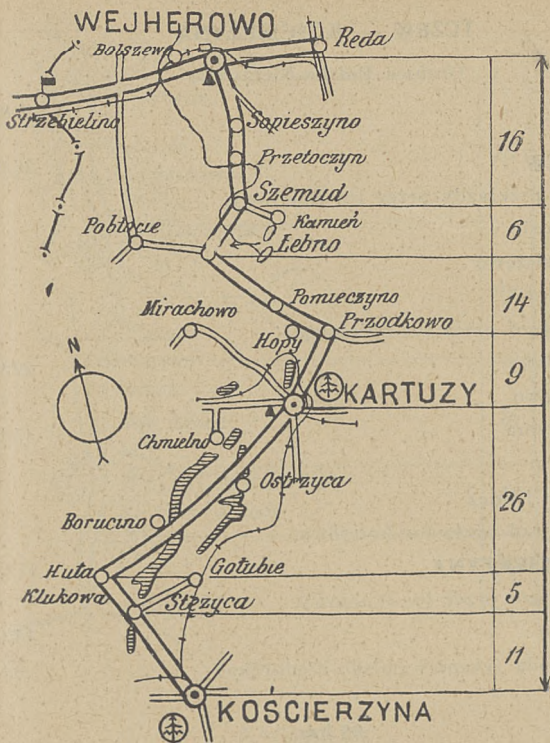 WEJHEROWO
Bolszewo
Reda
Strzebielino
Sopieszyno
Przetoczyn
16
Szemud
Kamień
6
Pobłocie
Łebno
Pomieczyno
14
Mirachowo
Przodkowo
Hopy
N
9
KARTUZY
Chmielno
Ostrzyca
26
Borucino
Gołubie
Huta
Klukowa
Stężyca
5
11
KOŚCIERZYNA